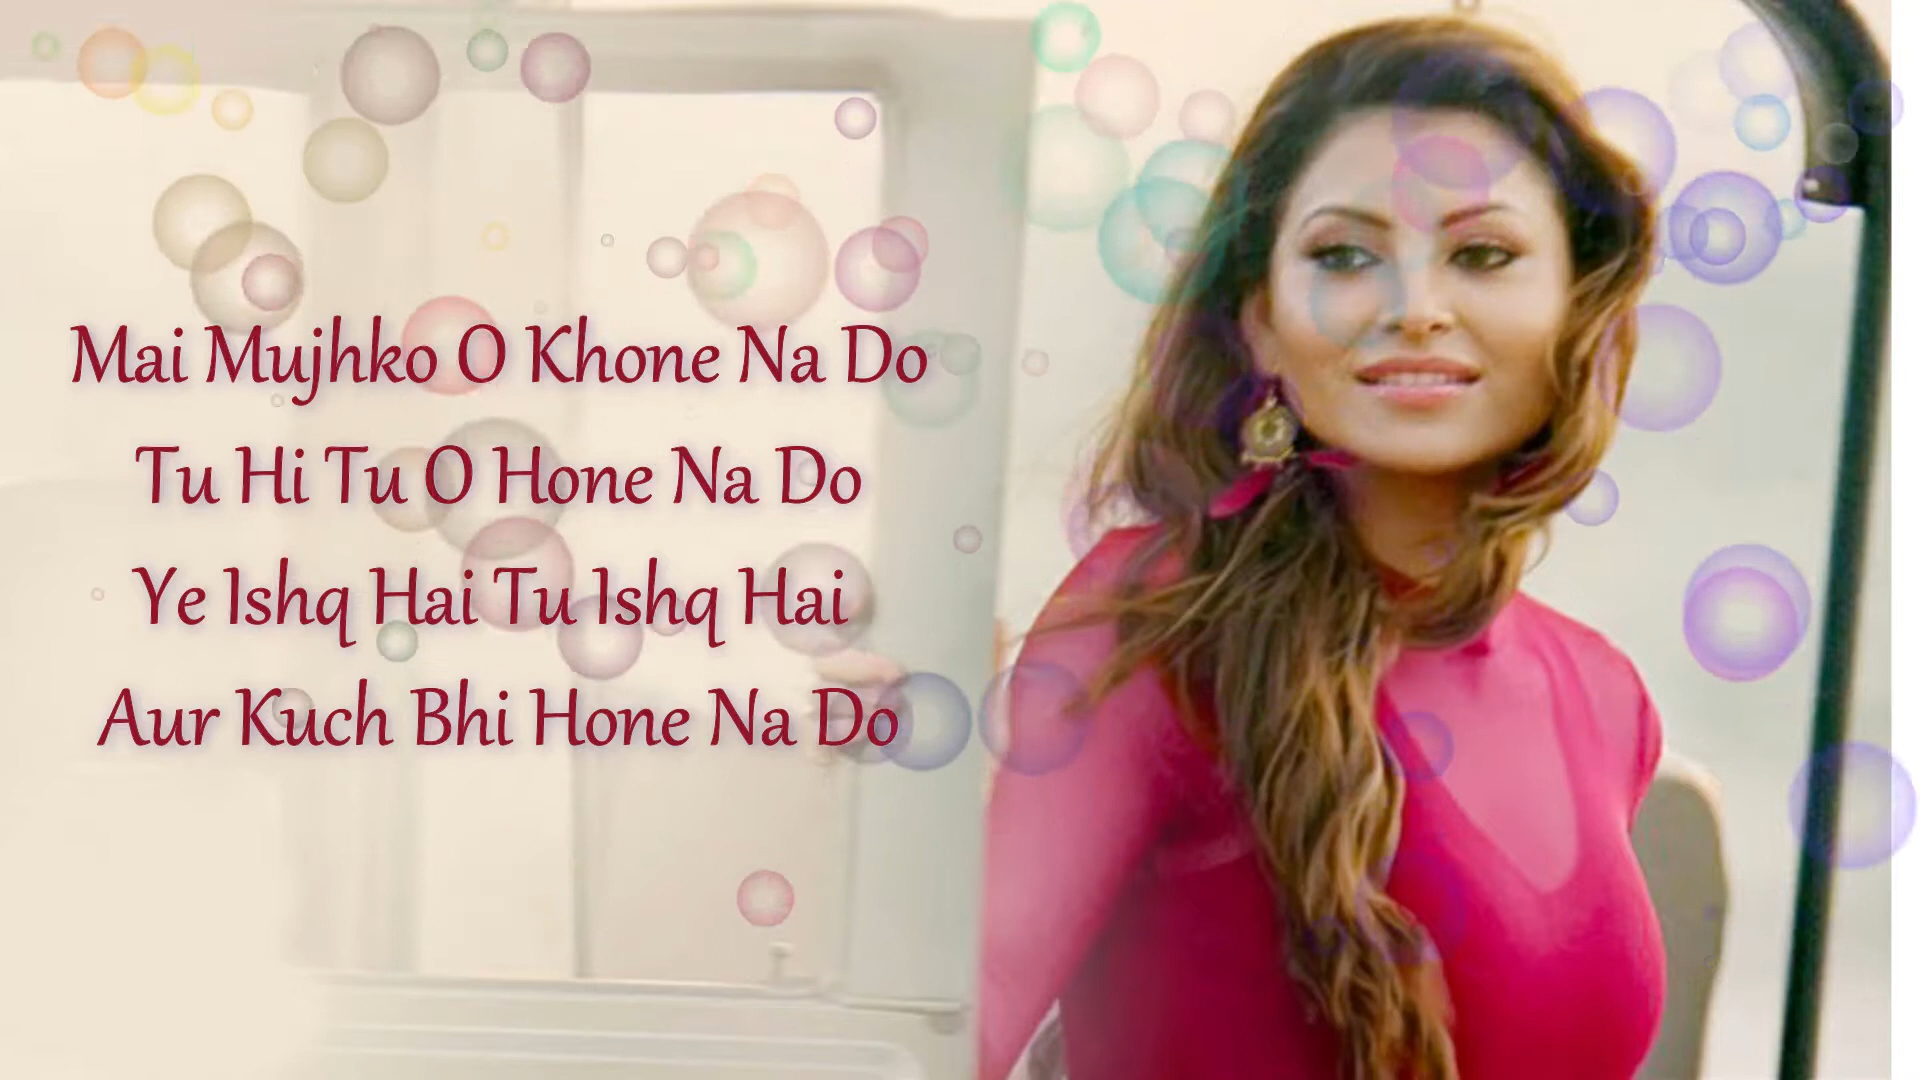 Mai Mujhko O Khone Na Do
Tu Hi Tu O Hone Na Do
Ye Ishq Hai Tu Ishq Hai
Aur Kuch Bhi Hone Na Do